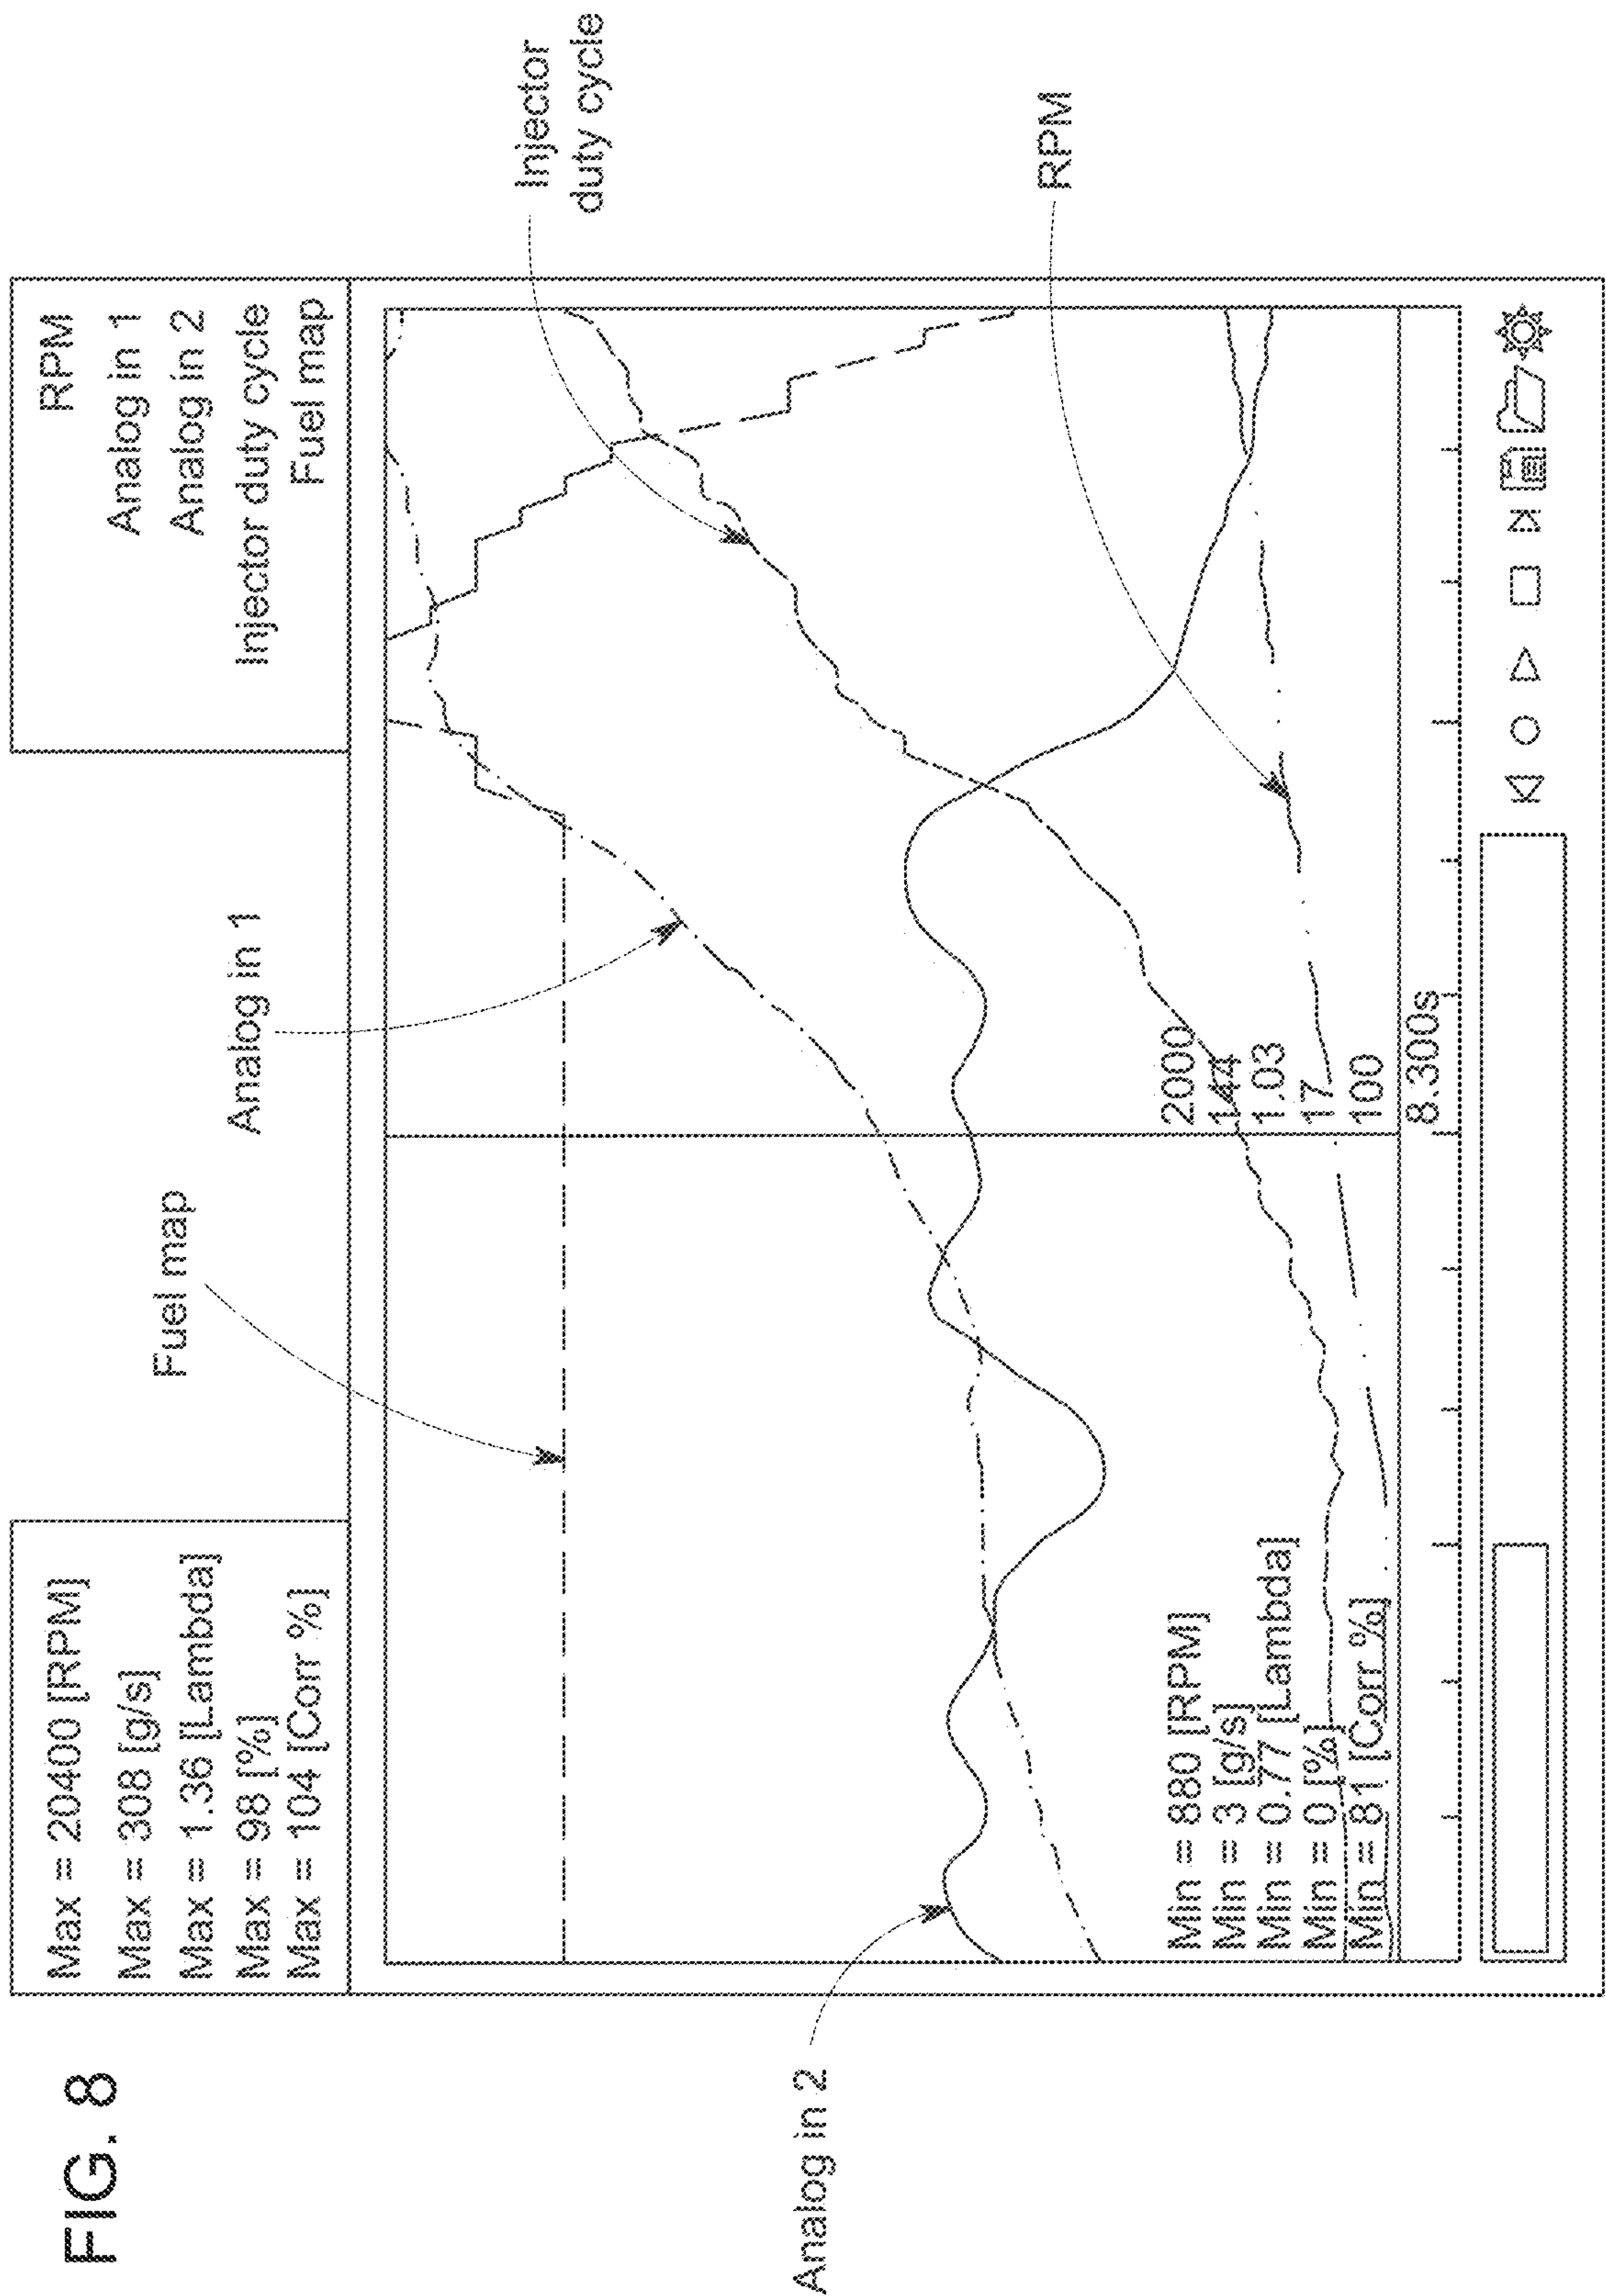 FIG. 8
Max = 20400 [RPM]
Max = 308 [g/s]
Max = 1.36 [Lambda]
Max = 98 [%]
Max = 104 [Corr %]
RPM
Analog in 1
Analog in 2
Injector duty cycle
Fuel map
Fuel map
Analog in 1
Injector
duty cycle
RPM
Analog in 2
Min = 880 [RPM]
Min = 3 [g/s]
Min = 0.77 [Lambda]
Min = 0 [%]
Min = 81 [Corr %]
2000
144
1.03
17
100
8.300s